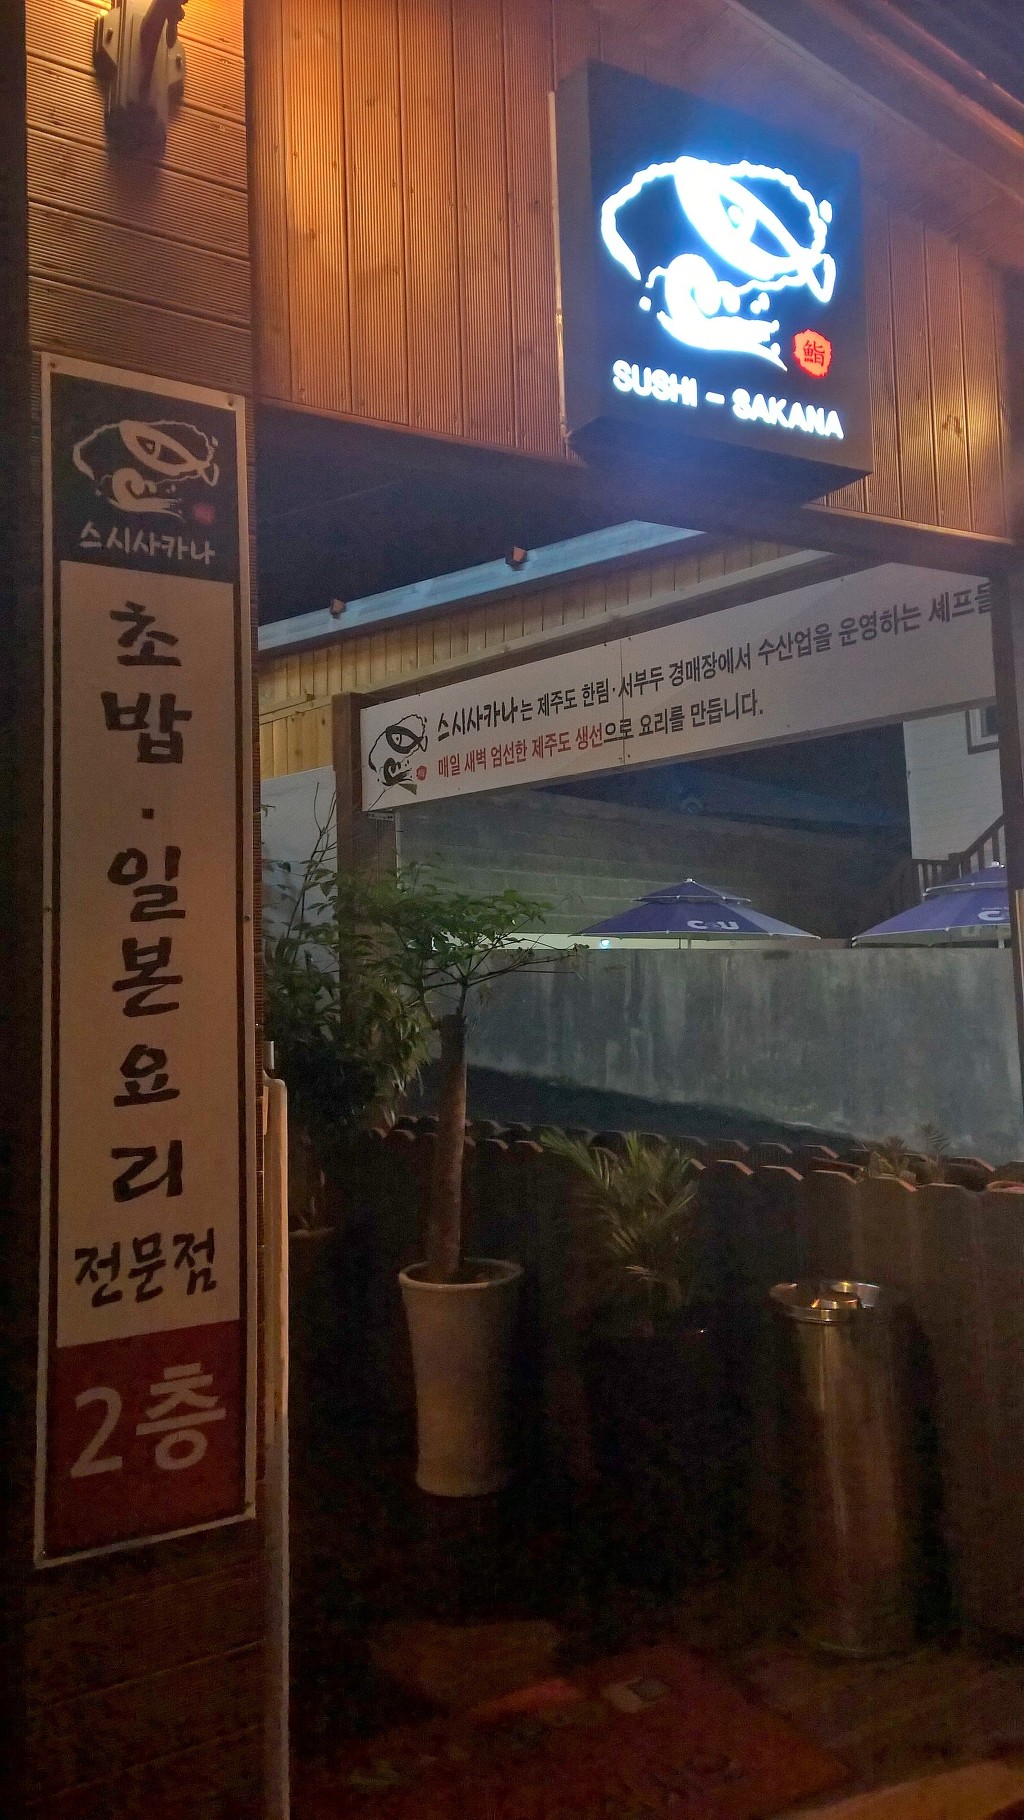 鮨
SUSHI - SAKANA
스시사카나
초밥·일본요리
전문점
2층
스시사카나는 제주도 한림·서부두 경매장에서 수산업을 운영하는 셰프들
매일 새벽 엄선한 제주도 생선으로 요리를 만듭니다.
CU